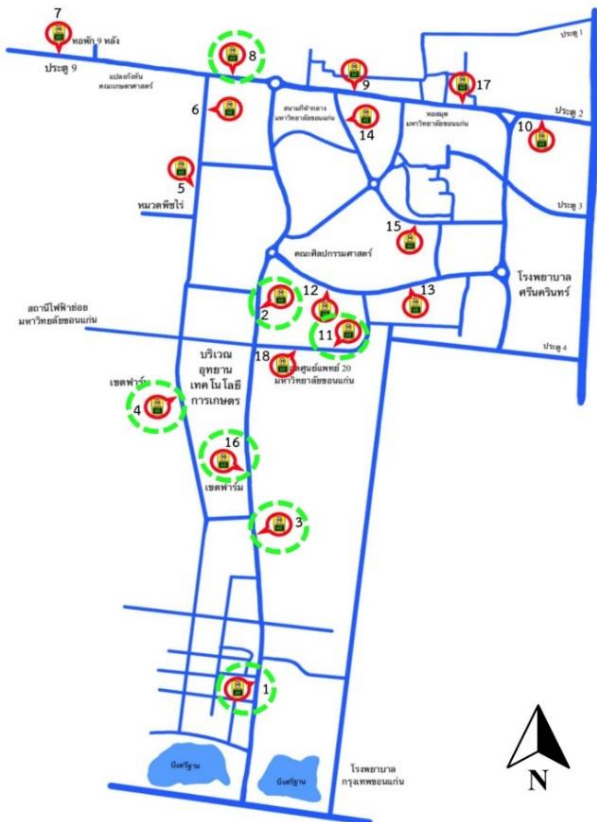 7
หอพัก 9 หลัง
ประตู 9
แปลงกังหัน
คณะเกษตรศาสตร์
8
9
17
ประตู 1
ประตู 2
6
สนามกีฬากลาง
มหาวิทยาลัยขอนแก่น
14
หอสมุด
มหาวิทยาลัยขอนแก่น
10
5
หมวดพืชไร่
ประตู 3
15
คณะศิลปกรรมศาสตร์
โรงพยาบาล
ศรีนครินทร์
สถานีไฟฟ้าย่อย
มหาวิทยาลัยขอนแก่น
2
12
11
13
ประตู 4
18
มหาวิทยาลัยขอนแก่น
บริเวณ
อุทยาน
เทคโนโลยี
การเกษตร
เขตฟาร์ม
4
16
เขตฟาร์ม
3
1
บึงศรีฐาน
บึงศรีฐาน
โรงพยาบาล
กรุงเทพขอนแก่น
N